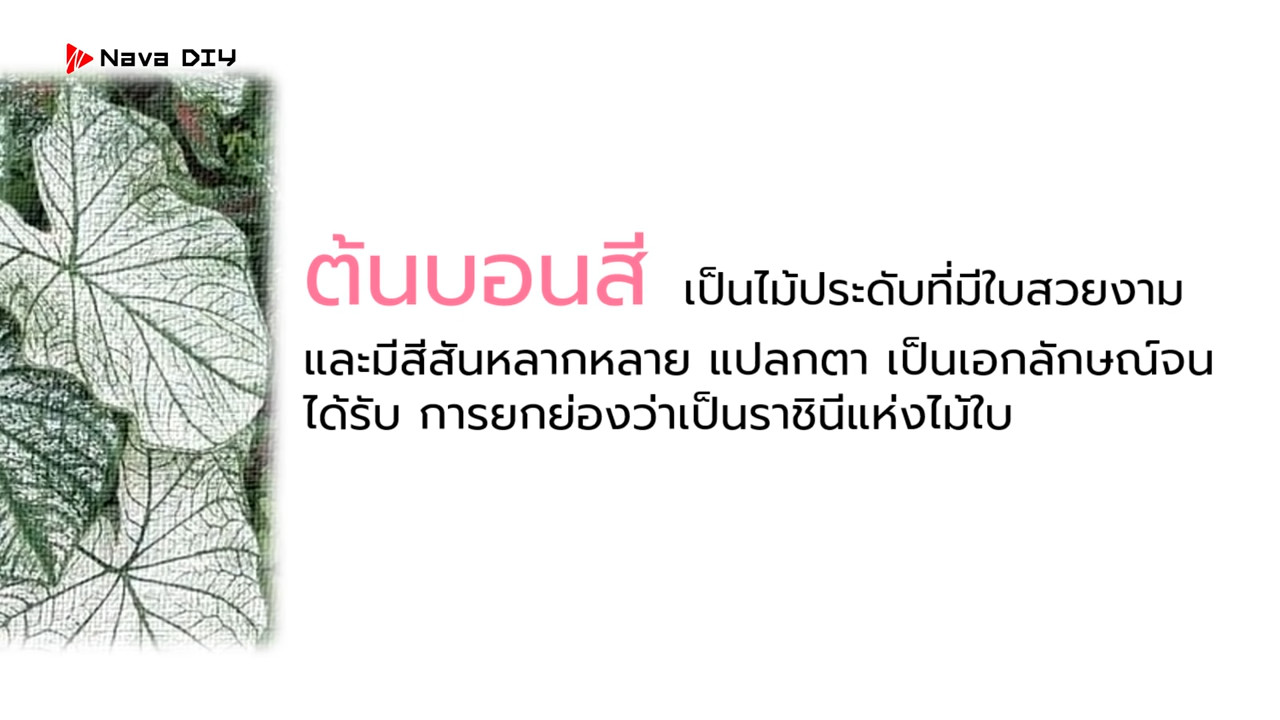 Nava DIY
ต้นบอนสี เป็นไม้ประดับที่มีใบสวยงาม
และมีสีสันหลากหลาย แปลกตา เป็นเอกลักษณ์จน
ได้รับ การยกย่องว่าเป็นราชินีแห่งไม้ใบ